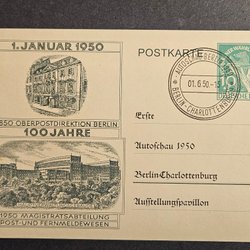 1. JANUAR 1950
POSTKARTE
1850 OBERPOSTDIREKTION BERLIN
100 JAHRE
1950 MAGISTRATSABTEILUNG
POST- UND FERNMELDEWESEN
BERLIN-CHARLOTTENBURG
01.6.50.-
10
Erste
Autoschau 1950
Berlin-Charlottenburg
Ausstellungspavillon